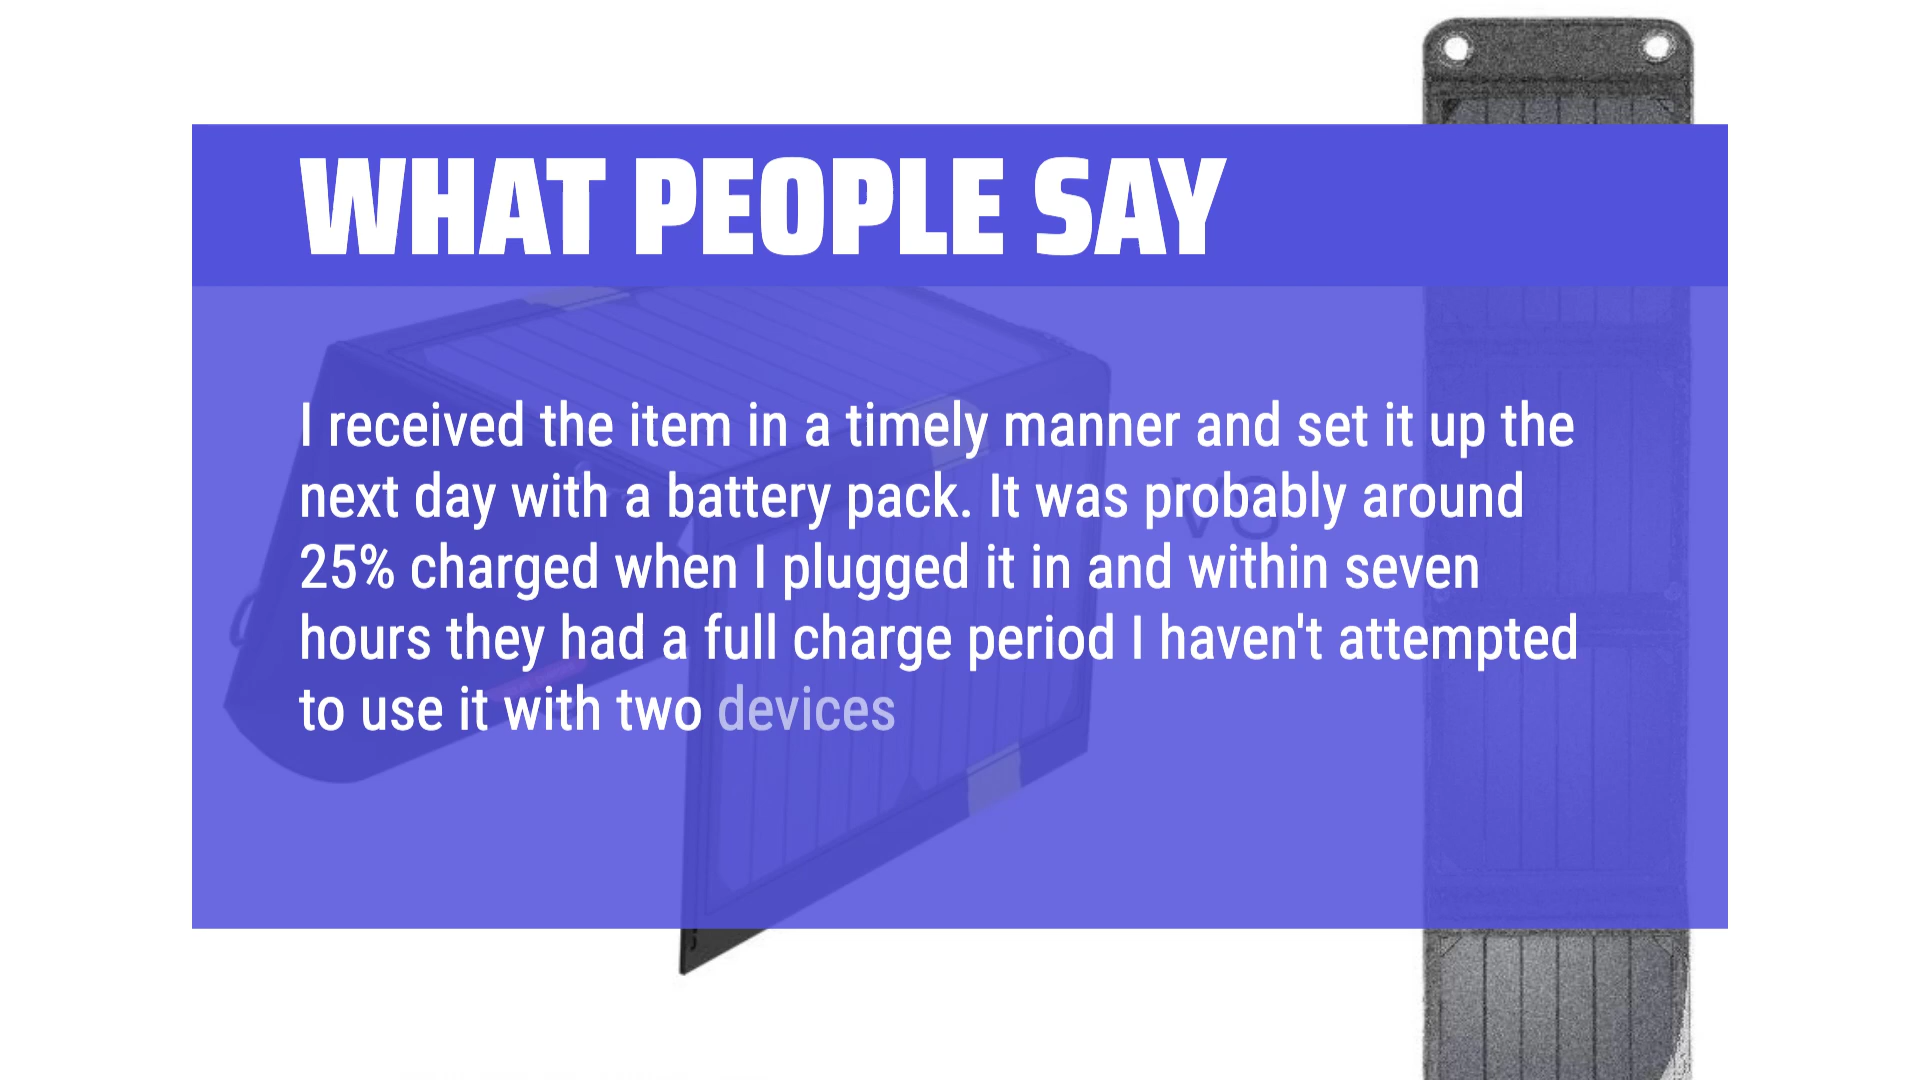 WHAT PEOPLE SAY
I received the item in a timely manner and set it up the
next day with a battery pack. It was probably around
25% charged when I plugged it in and within seven
hours they had a full charge period I haven't attempted
to use it with two devices
VS